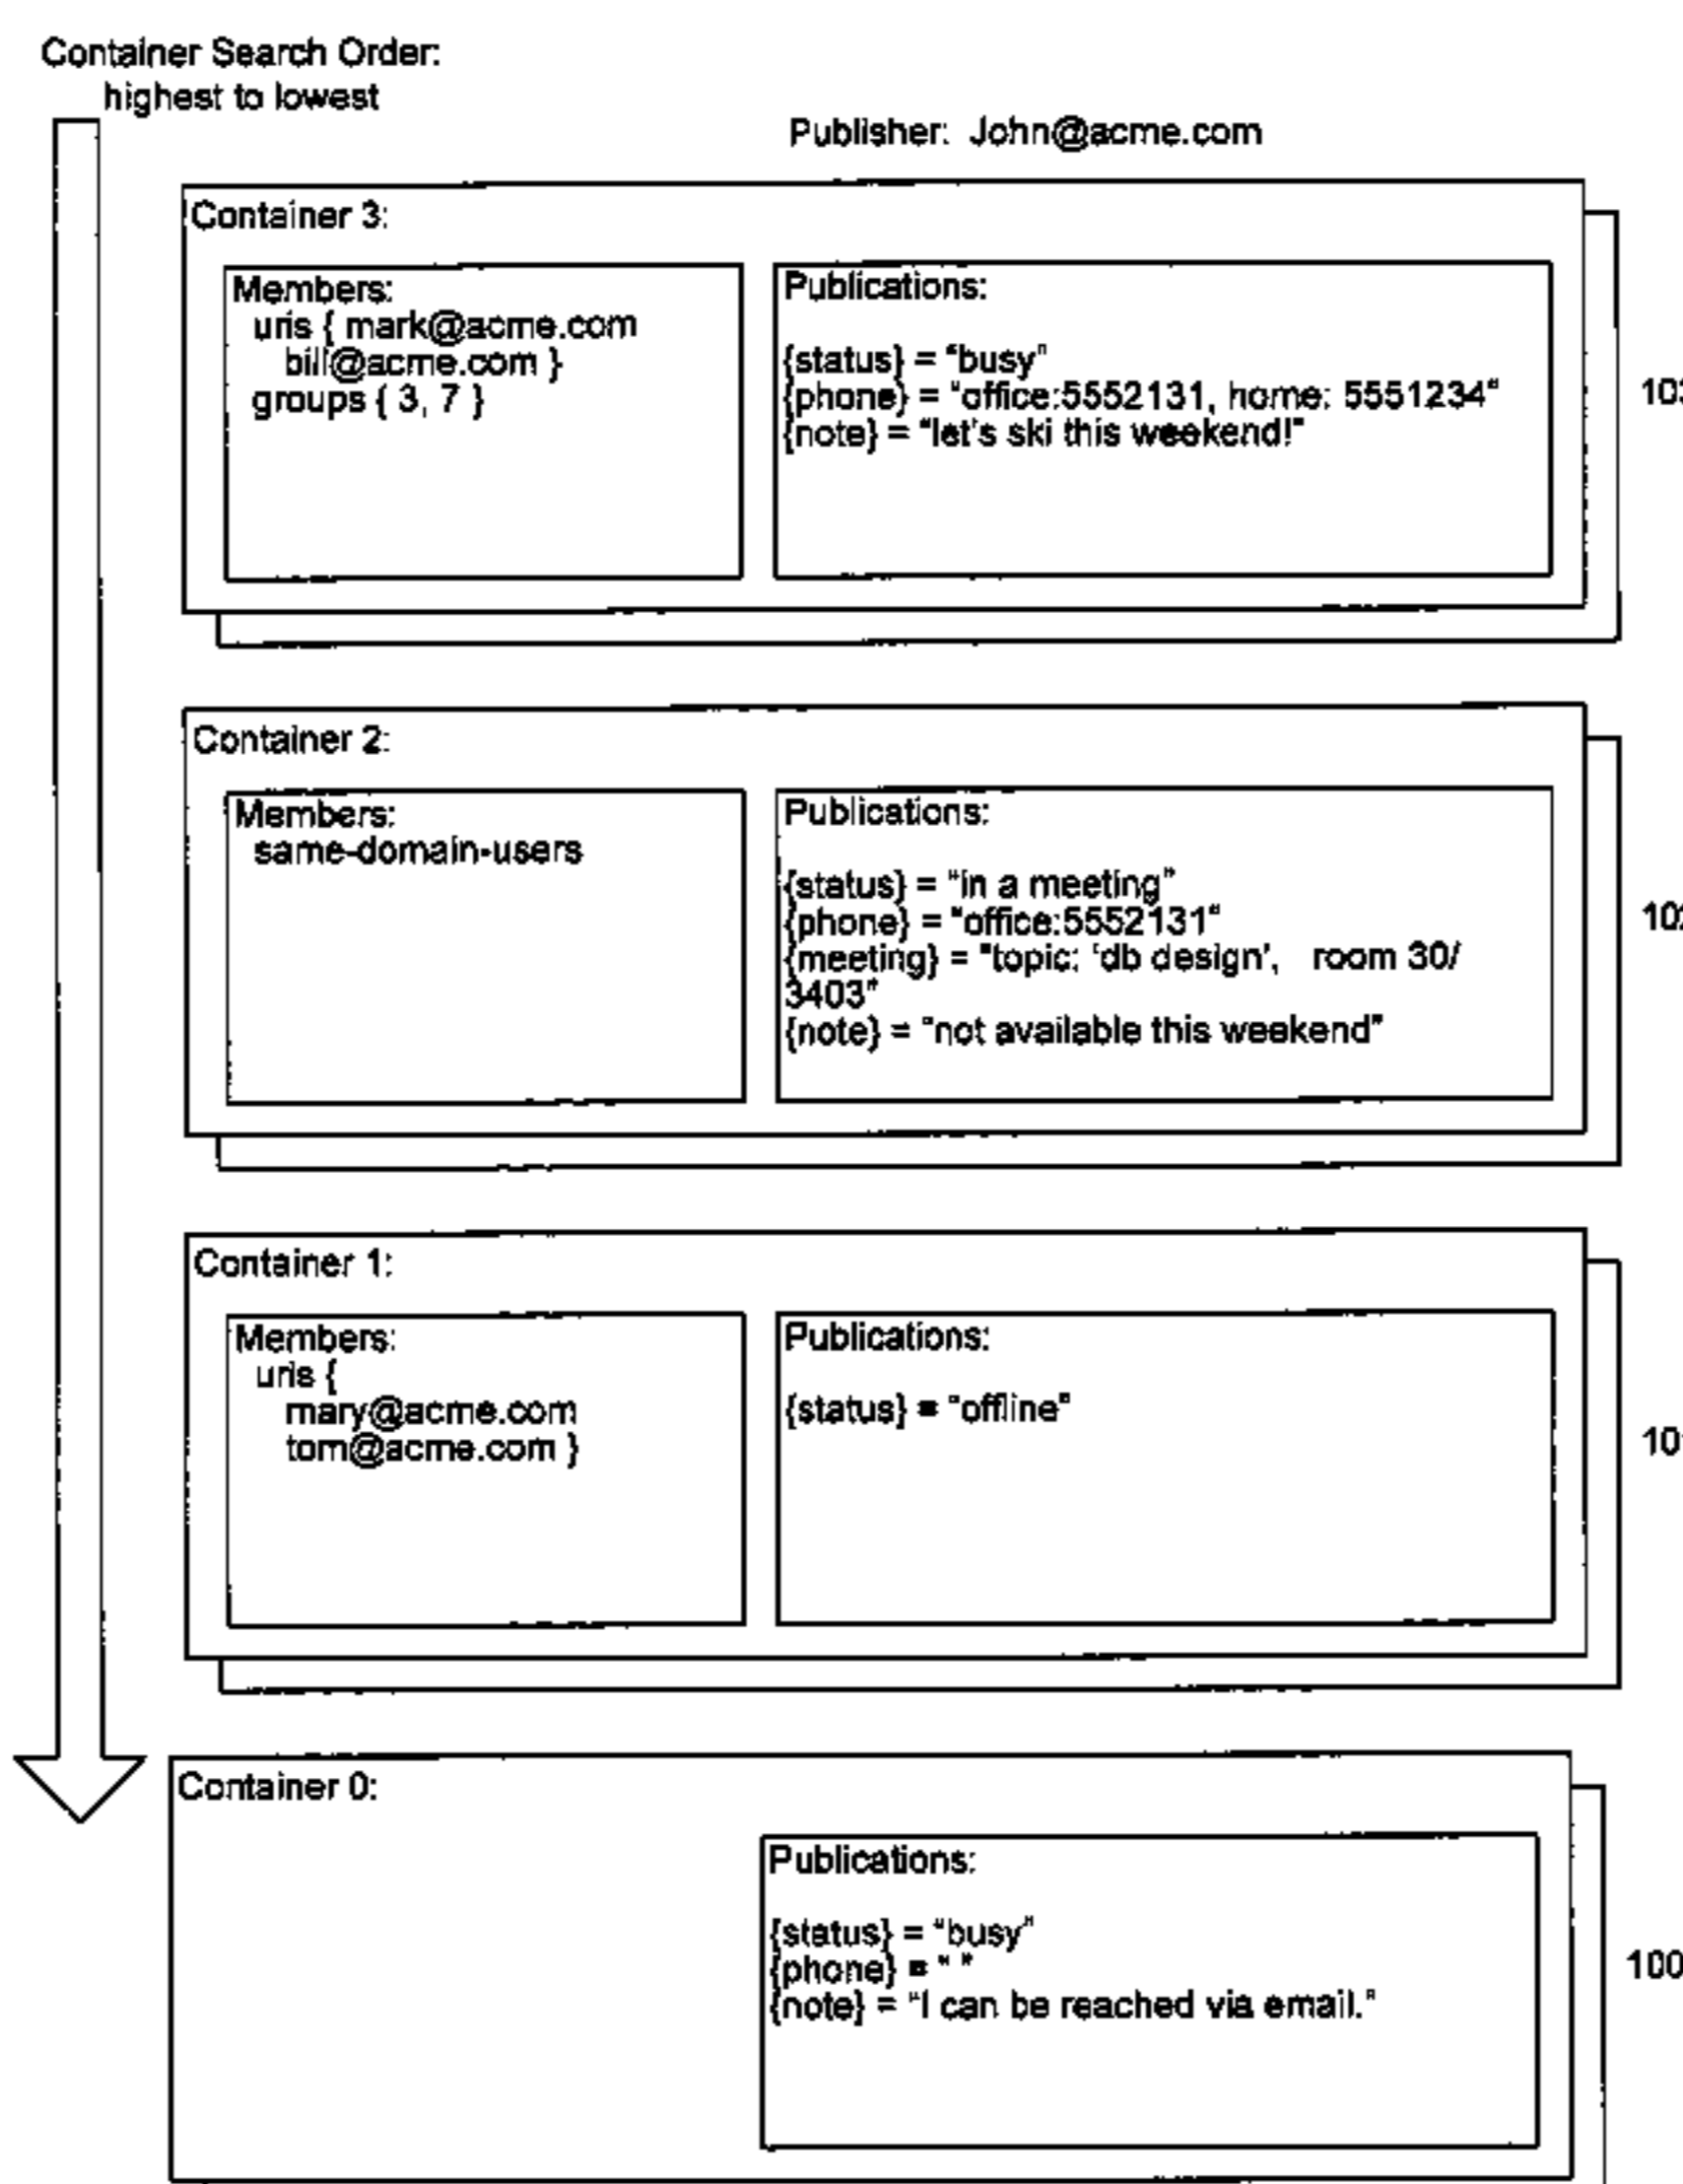 Container Search Order:
highest to lowest
Publisher: John@acme.com
Container 3:
Members:
uris { mark@acme.com
bill@acme.com }
groups { 3, 7 }
Publications:
{status} = "busy"
{phone} = "office:5552131, home: 5551234"
{note} = "let's ski this weekend!"
103
Container 2:
Members:
same-domain-users
Publications:
{status} = "in a meeting"
{phone} = "office:5552131"
{meeting} = "topic: 'db design', room 30/
3403"
{note} = "not available this weekend"
102
Container 1:
Members:
uris {
mary@acme.com
tom@acme.com }
Publications:
{status} = "offline"
101
Container 0:
Publications:
{status} = "busy"
{phone} = " "
{note} = "I can be reached via email."
100